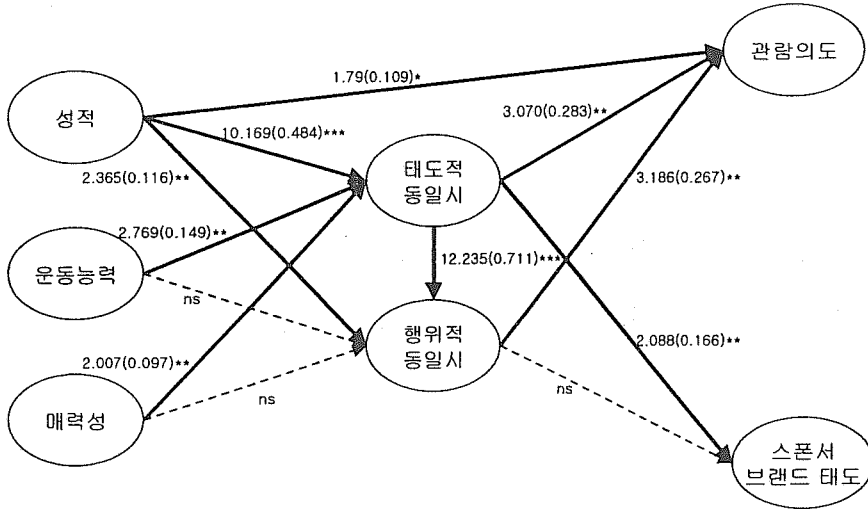 관람의도
1.79(0.109)*
성적
3.070(0.283)**
10.169(0.484)***
태도적
동일시
2.365(0.116)**
3.186(0.267)**
2.769(0.149)**
12.235(0.711)***
운동능력
ns
행위적
동일시
2.088(0.166)**
2.007(0.097)**
ns
ns
매력성
스폰서
브랜드 태도